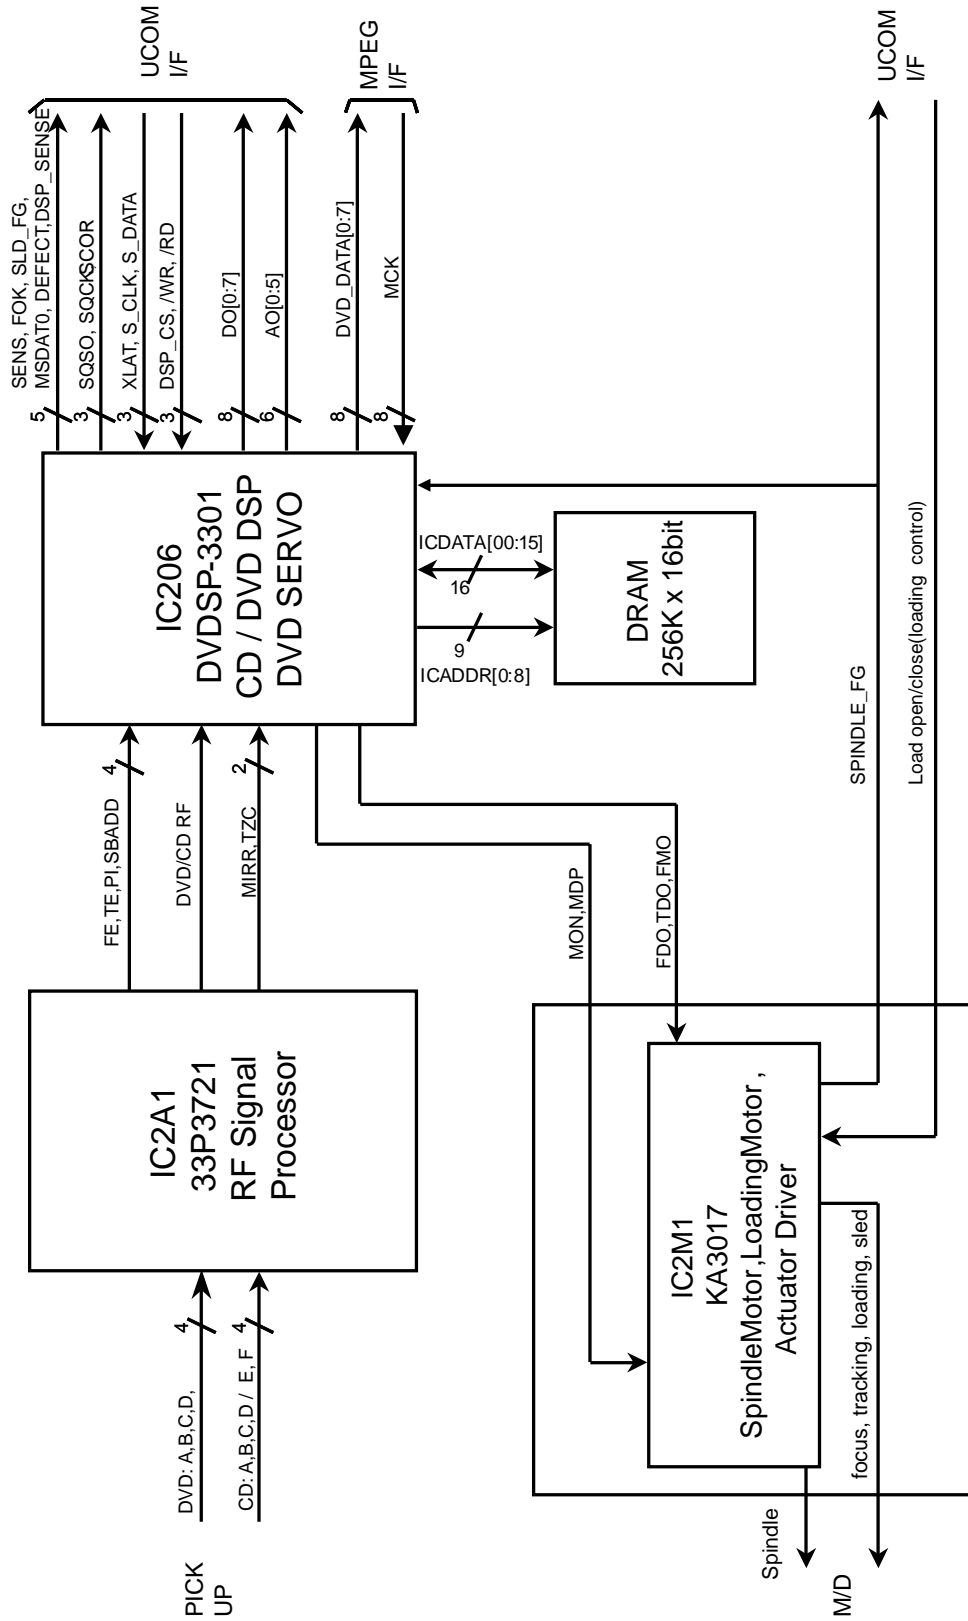 PICK
UP
DVD: A,B,C,D,
4
CD: A,B,C,D / E, F
4
IC2A1
33P3721
RF Signal
Processor
FE,TE,PI,SBADD
4
DVD/CD RF
MIRR,TZC
2
IC206
DVDSP-3301
CD / DVD DSP
DVD SERVO
SENS, FOK, SLD_FG,
MSDAT0, DEFECT,DSP_SENSE
5
SQSO, SQCK,SCOR
3
XLAT, S_CLK, S_DATA
3
DSP_CS, /WR, /RD
3
DO[0:7]
8
AO[0:5]
6
UCOM
I/F
DVD_DATA[0:7]
8
MCK
8
MPEG
I/F
ICDATA[00:15]
16
9
ICADDR[0:8]
DRAM
256K x 16bit
MON,MDP
FDO,TDO,FMO
IC2M1
KA3017
SpindleMotor,LoadingMotor ,
Actuator Driver
Spindle
focus, tracking, loading, sled
M/D
SPINDLE_FG
Load open/close(loading control)
UCOM
I/F